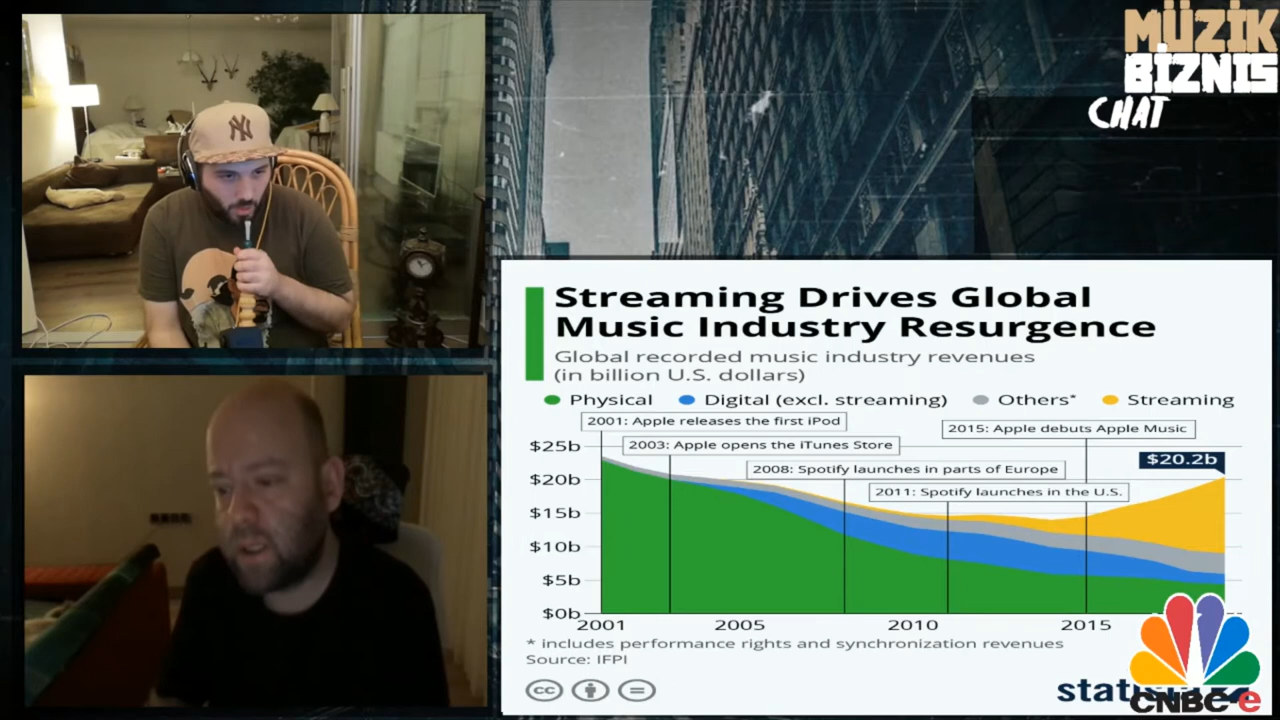 MÜZİK
BİZNIS
CHAT
NY
Streaming Drives Global
Music Industry Resurgence
Global recorded music industry revenues
(in billion U.S. dollars)
Physical Digital (excl. streaming) Others* Streaming
2001: Apple releases the first iPod
2015: Apple debuts Apple Music
2003: Apple opens the iTunes Store
$25b
$20.2b
2008: Spotify launches in parts of Europe
$20b
2011: Spotify launches in the U.S.
$15b
$10b
$5b
$0b
2001 2005 2010 2015
* includes performance rights and synchronization revenues
Source: IFPI
cc
CNBC-e